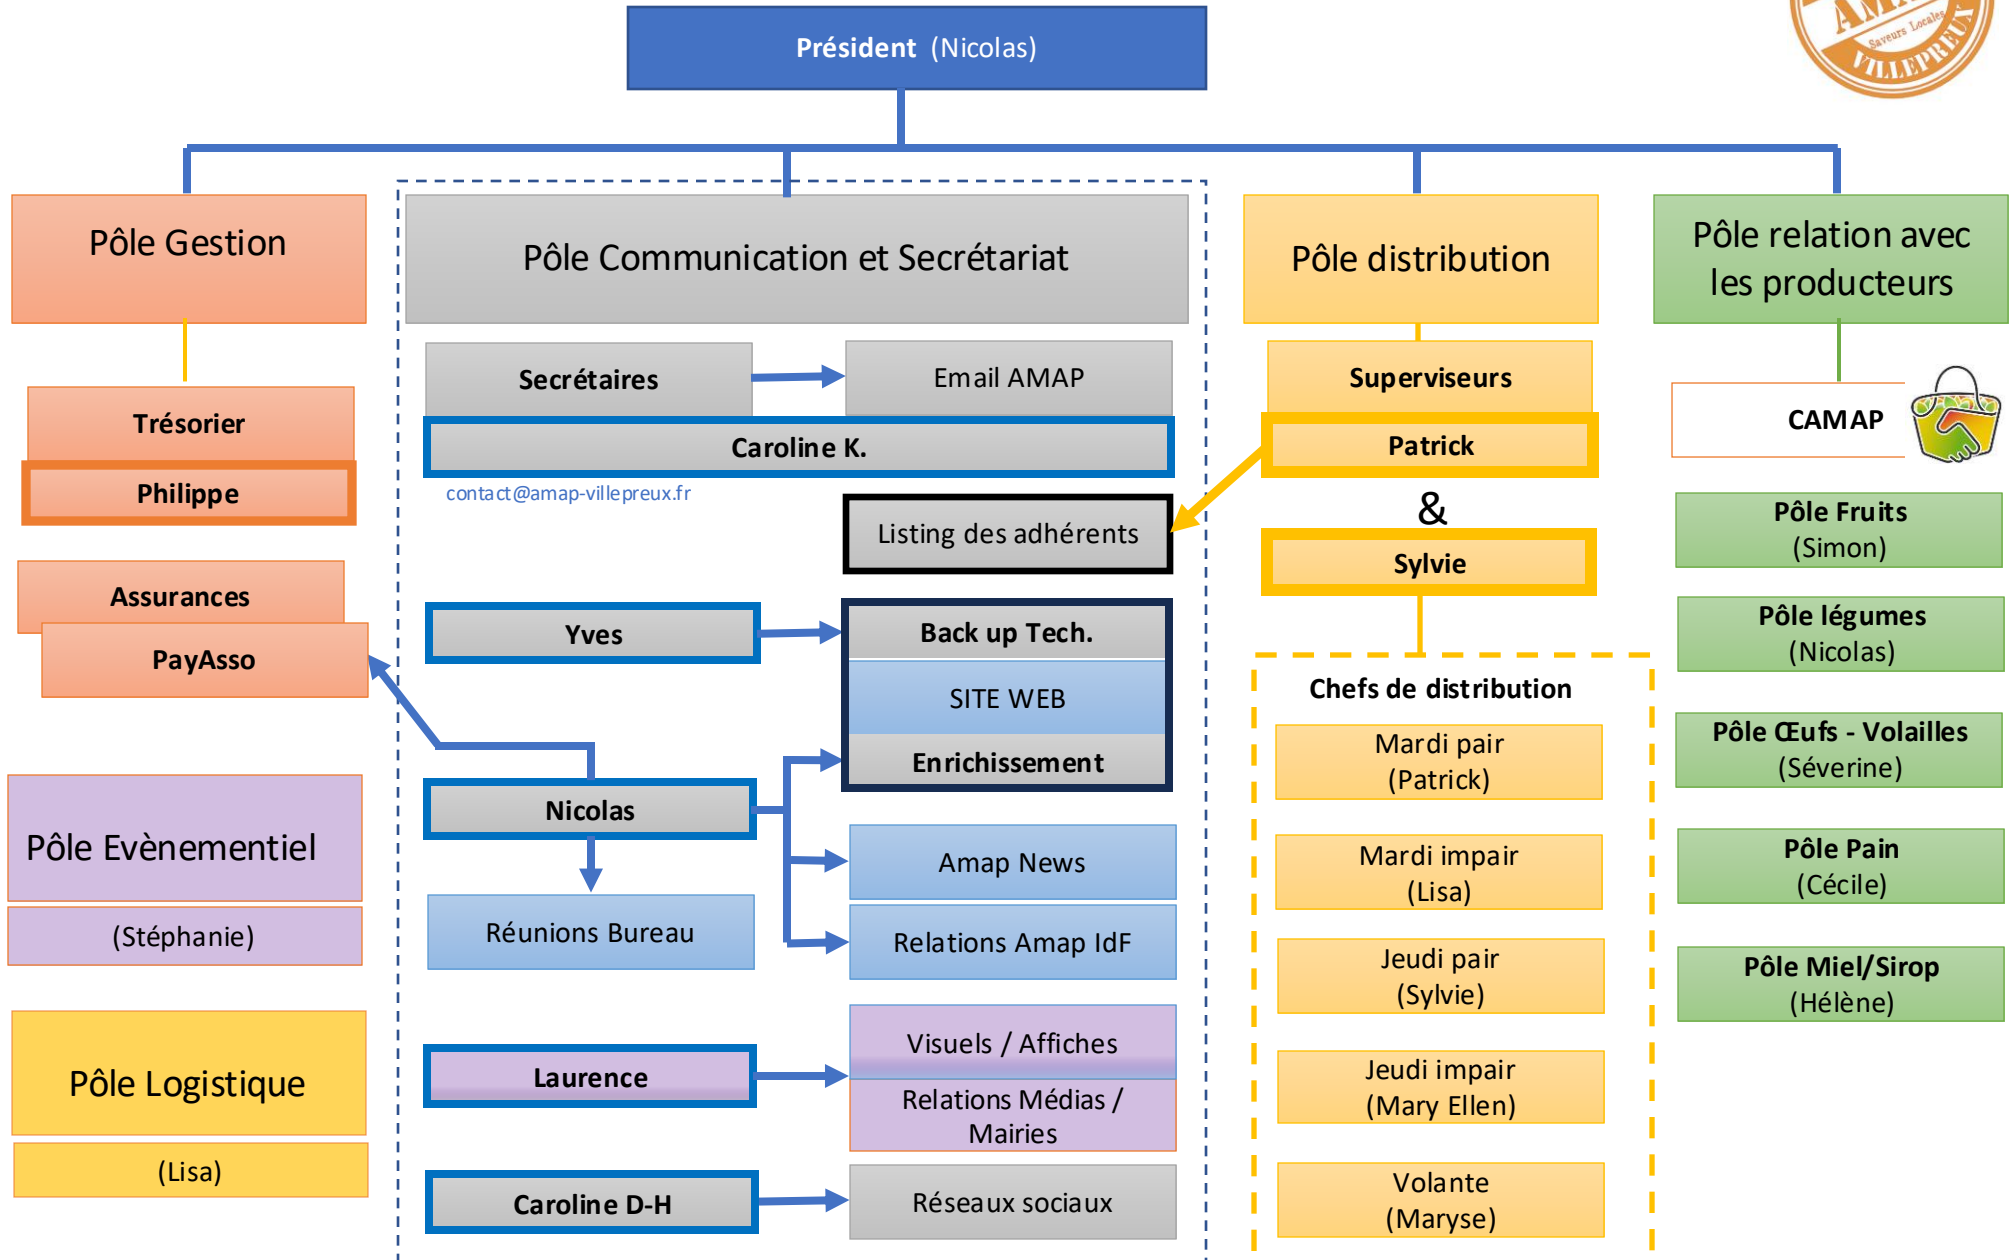 Président (Nicolas)
AMAP
Saveurs Locales
VILLEPREUX
Pôle Gestion
Trésorier
Philippe
Assurances
PayAsso
Pôle Evènementiel
(Stéphanie)
Pôle Logistique
(Lisa)
Pôle Communication et Secrétariat
Secrétaires
Email AMAP
Caroline K.
contact@amap-villepreux.fr
Listing des adhérents
Yves
Back up Tech.
SITE WEB
Enrichissement
Nicolas
Amap News
Réunions Bureau
Relations Amap IdF
Laurence
Visuels / Affiches
Relations Médias /
Mairies
Caroline D-H
Réseaux sociaux
Pôle distribution
Superviseurs
Patrick
&
Sylvie
Chefs de distribution
Mardi pair
(Patrick)
Mardi impair
(Lisa)
Jeudi pair
(Sylvie)
Jeudi impair
(Mary Ellen)
Volante
(Maryse)
Pôle relation avec
les producteurs
CAMAP
Pôle Fruits
(Simon)
Pôle légumes
(Nicolas)
Pôle Œufs - Volailles
(Séverine)
Pôle Pain
(Cécile)
Pôle Miel/Sirop
(Hélène)